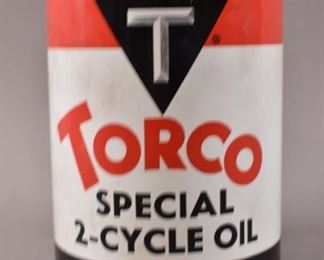 T
®
TORCO
SPECIAL
2-CYCLE OIL